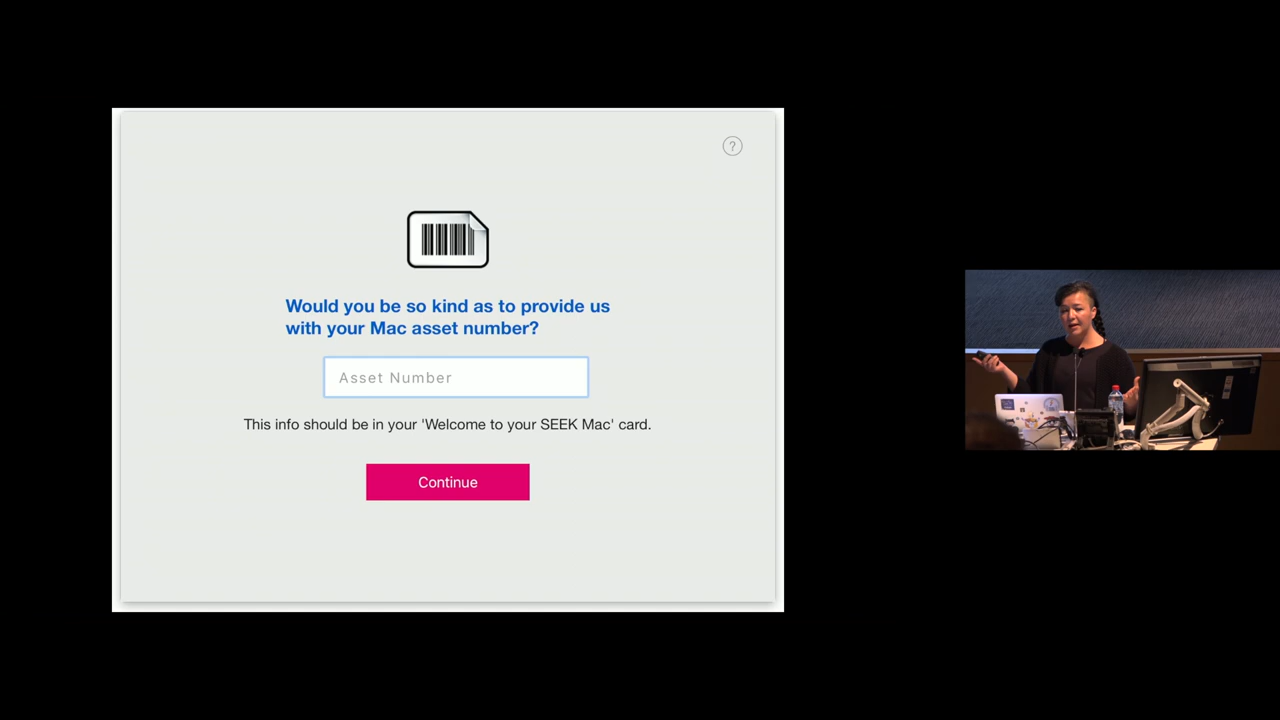 ?
Would you be so kind as to provide us
with your Mac asset number?
Asset Number
This info should be in your 'Welcome to your SEEK Mac' card.
Continue